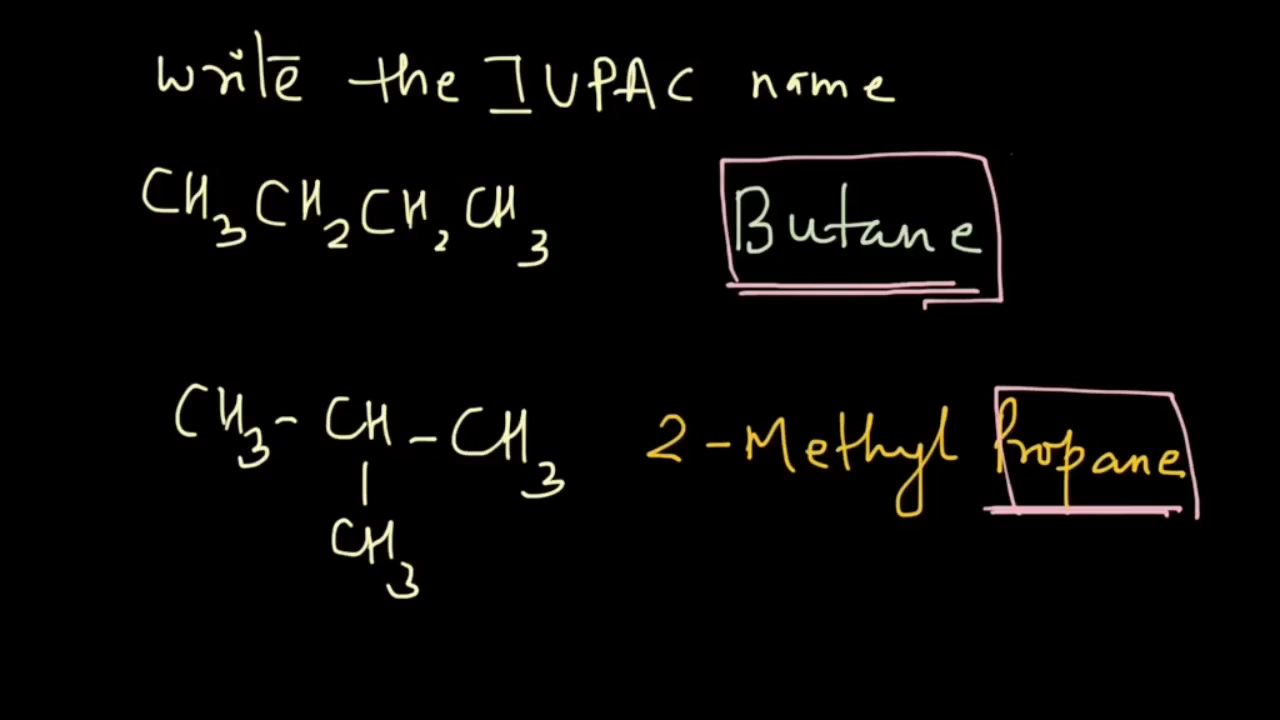 write the IUPAC name
CH3CH2CH2CH3 Butane
CH3-CH-CH3 2-Methyl Propane
|
CH3